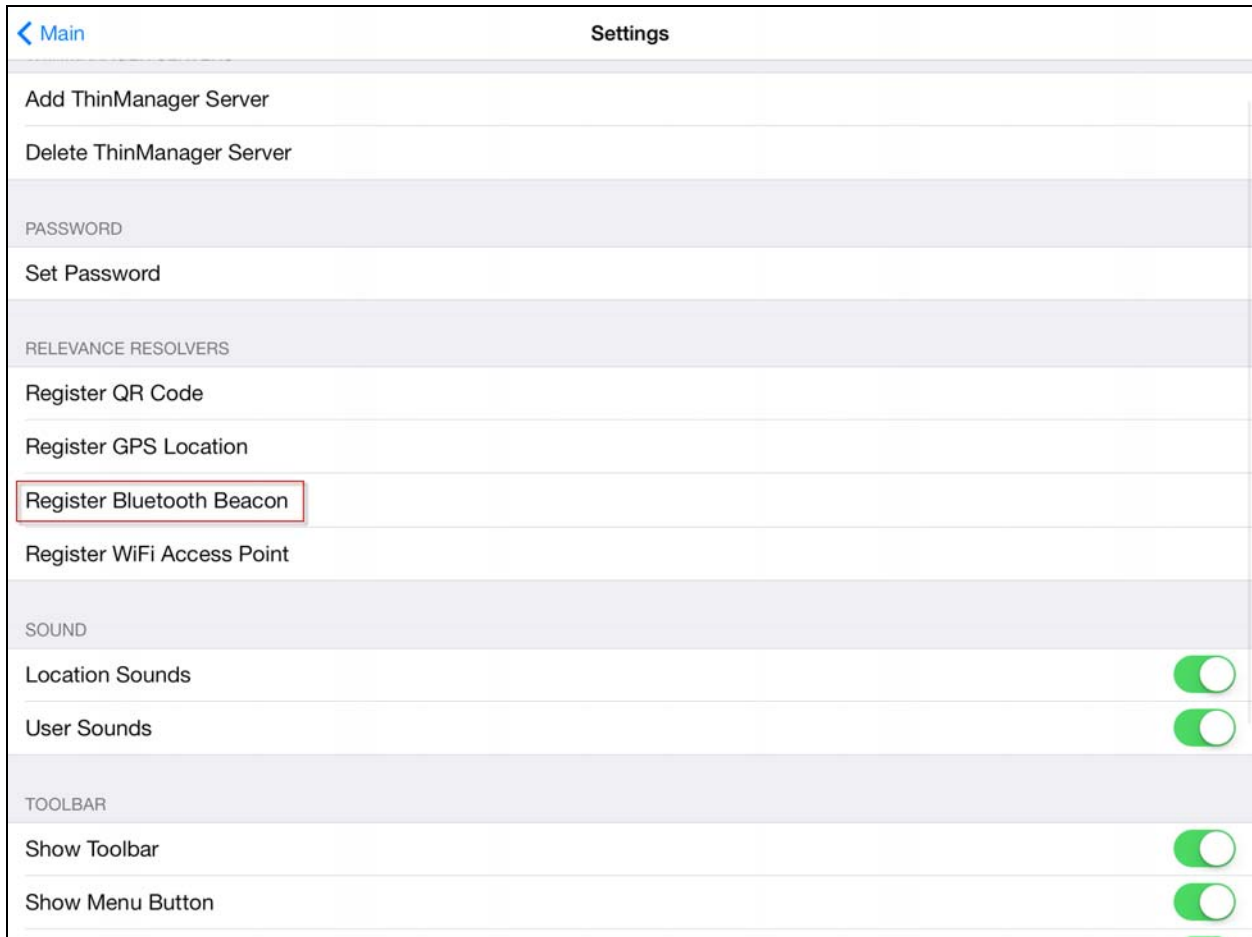 Main
Settings
Add ThinManager Server
Delete ThinManager Server
PASSWORD
Set Password
RELEVANCE RESOLVERS
Register QR Code
Register GPS Location
Register Bluetooth Beacon
Register WiFi Access Point
SOUND
Location Sounds
User Sounds
TOOLBAR
Show Toolbar
Show Menu Button